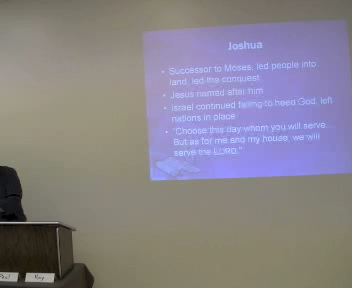 Joshua
• Successor to Moses, led people into
land, led the conquest
• Jesus named after him
• Israel continued failing to heed God, left
nations in place
• "Choose this day whom you will serve...
But as for me and my house, we will
serve the LORD."
Paul